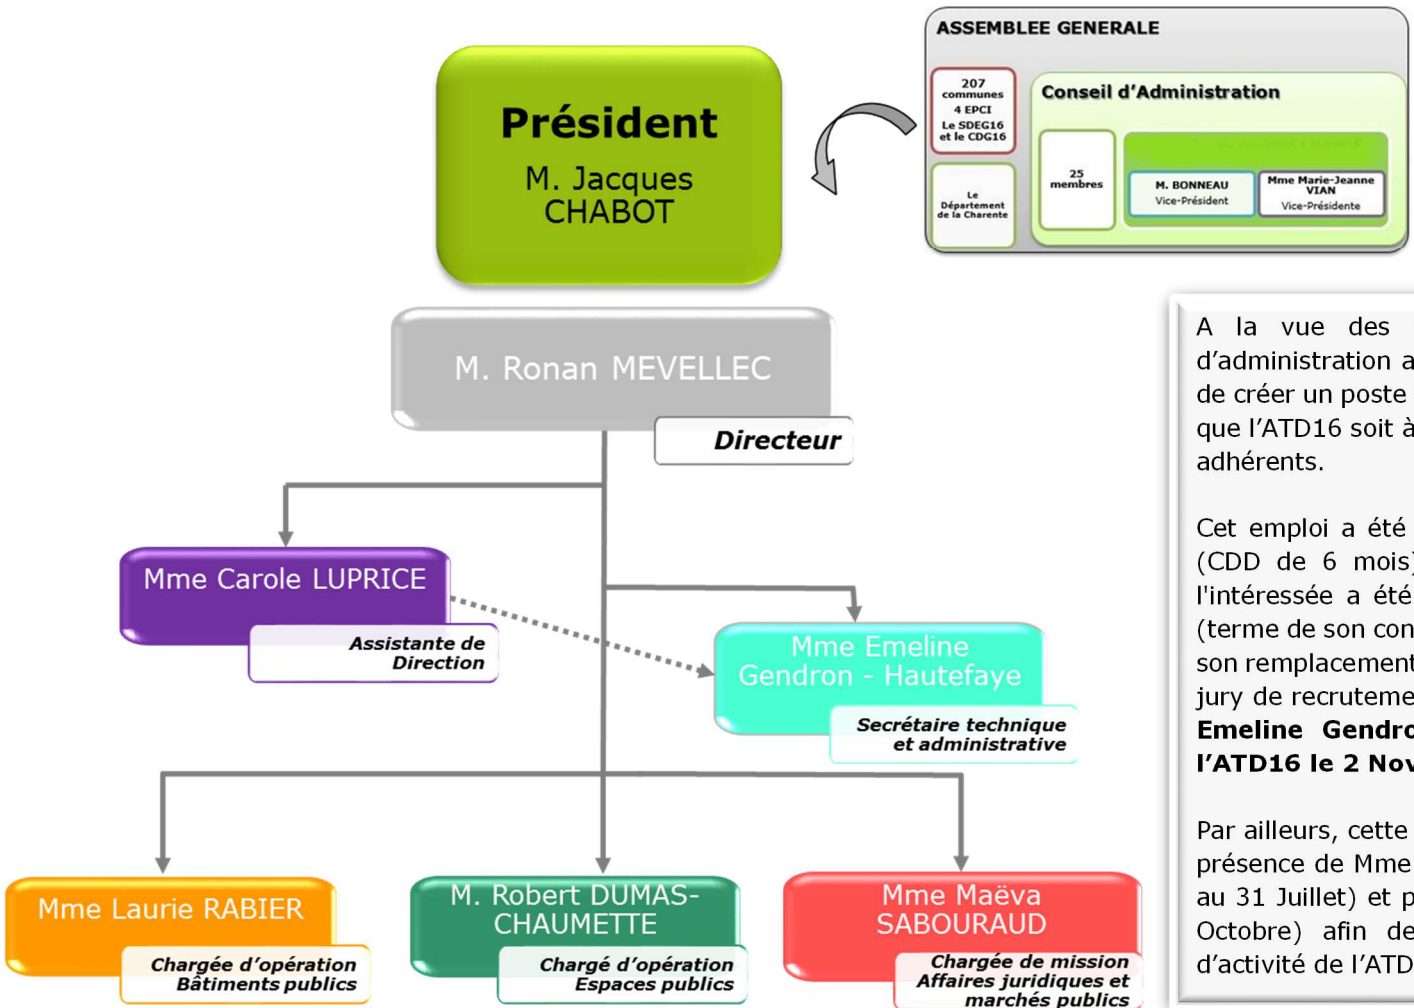 ASSEMBLEE GENERALE
207
communes
4 EPCI
Le SDEG16
et le CDG16
Le
Département
de la Charente
Conseil d'Administration
25
membres
M. BONNEAU
Vice-Président
Mme Marie-Jeanne
VIAN
Vice-Présidente
Président
M. Jacques
CHABOT
M. Ronan MEVELLEC
Directeur
Mme Carole LUPRICE
Assistante de
Direction
Mme Emeline
Gendron - Hautefaye
Secrétaire technique
et administrative
Mme Laurie RABIER
Chargée d'opération
Bâtiments publics
M. Robert DUMAS-
CHAUMETTE
Chargé d'opération
Espaces publics
Mme Maëva
SABOURAUD
Chargée de mission
Affaires juridiques et
marchés publics
A la vue des
d'administration a
de créer un poste
que l'ATD16 soit à
adhérents.
Cet emploi a été
(CDD de 6 mois)
l'intéressée a été
(terme de son con
son remplacement
jury de recruteme
Emeline Gendro
l'ATD16 le 2 Nov
Par ailleurs, cette
présence de Mme
au 31 Juillet) et p
Octobre) afin de
d'activité de l'ATD